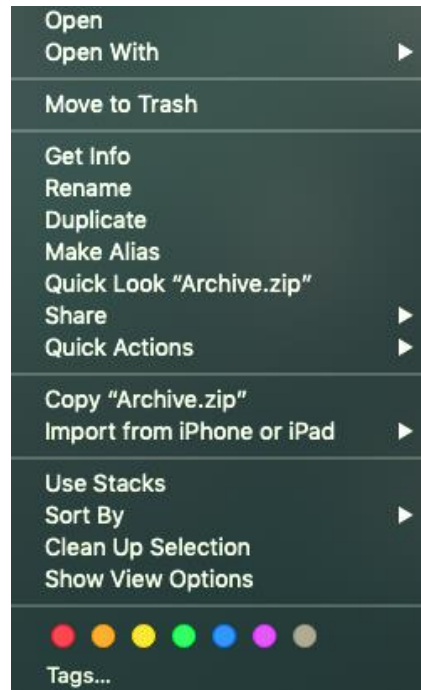 Open
Open With
Move to Trash
Get Info
Rename
Duplicate
Make Alias
Quick Look “Archive.zip”
Share
Quick Actions
Copy “Archive.zip”
Import from iPhone or iPad
Use Stacks
Sort By
Clean Up Selection
Show View Options
Tags...